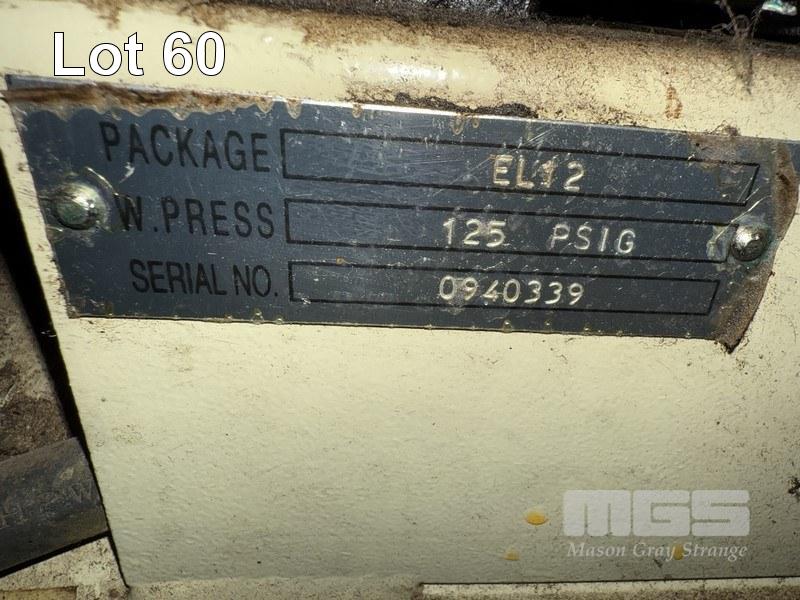 Lot 60
PACKAGE EL12
W.PRESS 125 PSIG
SERIAL NO. 0940339
MGS
Mason Gray Strange